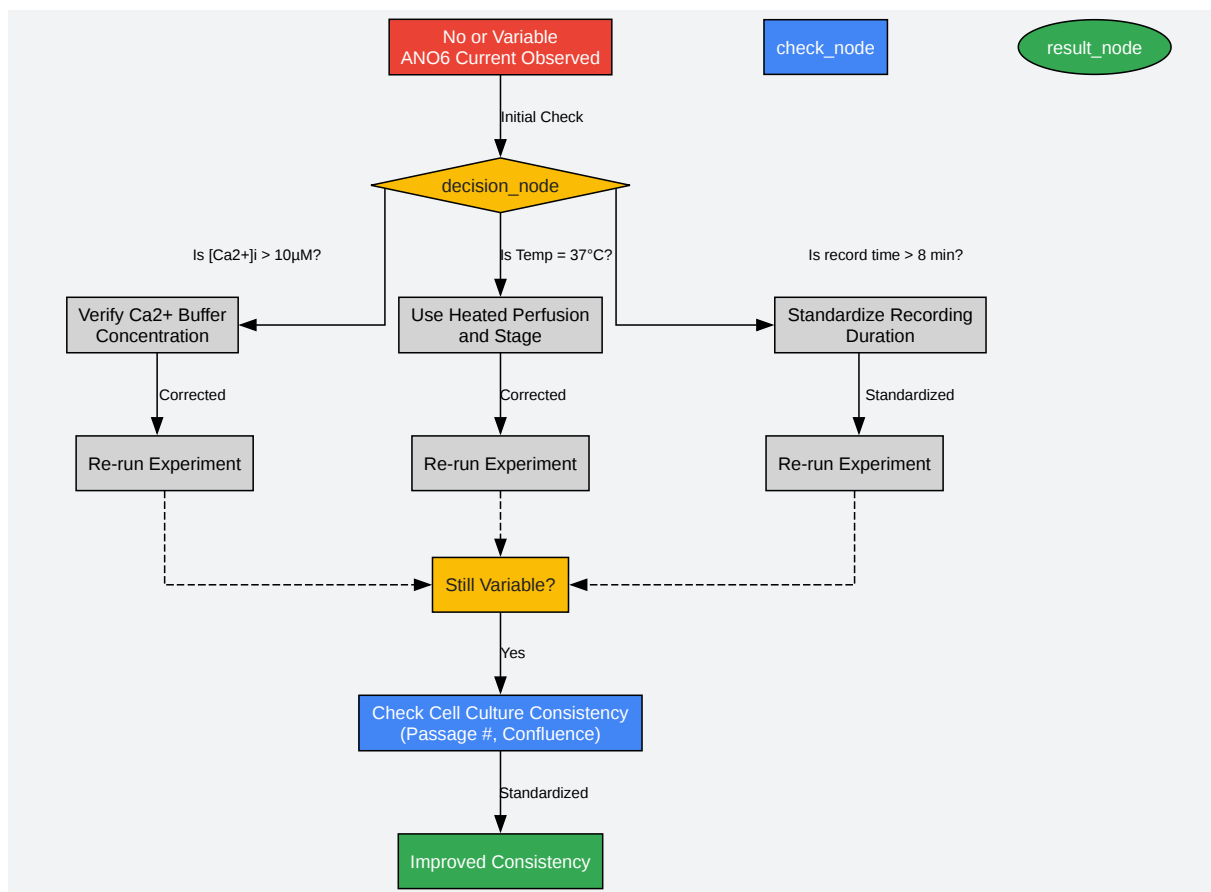 No or Variable
ANO6 Current Observed
check_node
result_node
Initial Check
decision_node
Is [Ca2+]i > 10µM?
Is Temp = 37°C?
Is record time > 8 min?
Verify Ca2+ Buffer
Concentration
Use Heated Perfusion
and Stage
Standardize Recording
Duration
Corrected
Corrected
Standardized
Re-run Experiment
Re-run Experiment
Re-run Experiment
Still Variable?
Yes
Check Cell Culture Consistency
(Passage #, Confluence)
Standardized
Improved Consistency